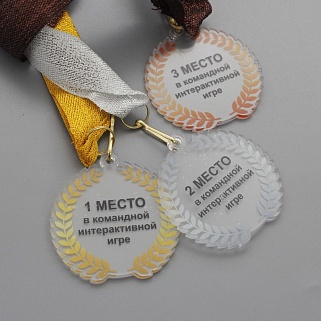 3 МЕСТО
в командной
интерактивной
игре
2 МЕСТО
в командной
интерактивной
игре
1 МЕСТО
в командной
интерактивной
игре